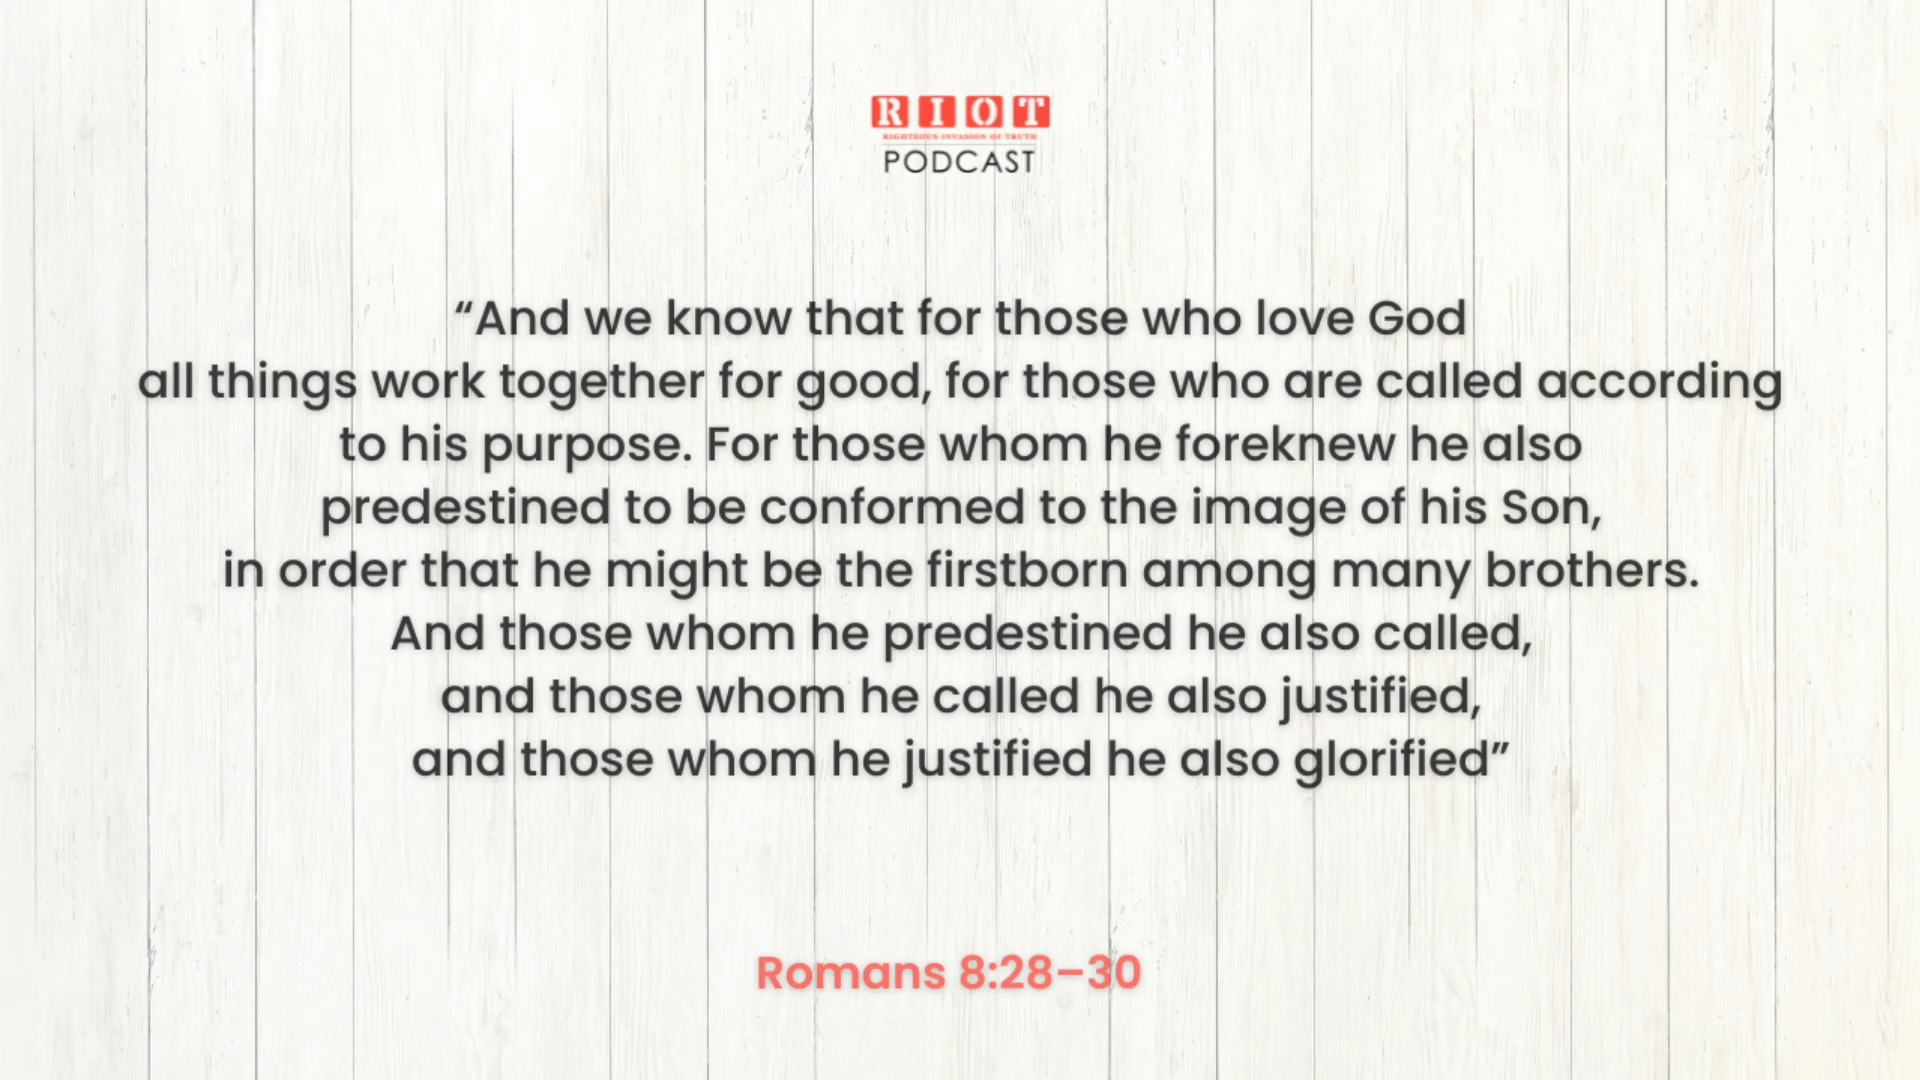 RIOT
RIGHTEOUS INVASION OF TRUTH
PODCAST
“And we know that for those who love God
all things work together for good, for those who are called according
to his purpose. For those whom he foreknew he also
predestined to be conformed to the image of his Son,
in order that he might be the firstborn among many brothers.
And those whom he predestined he also called,
and those whom he called he also justified,
and those whom he justified he also glorified”
Romans 8:28–30